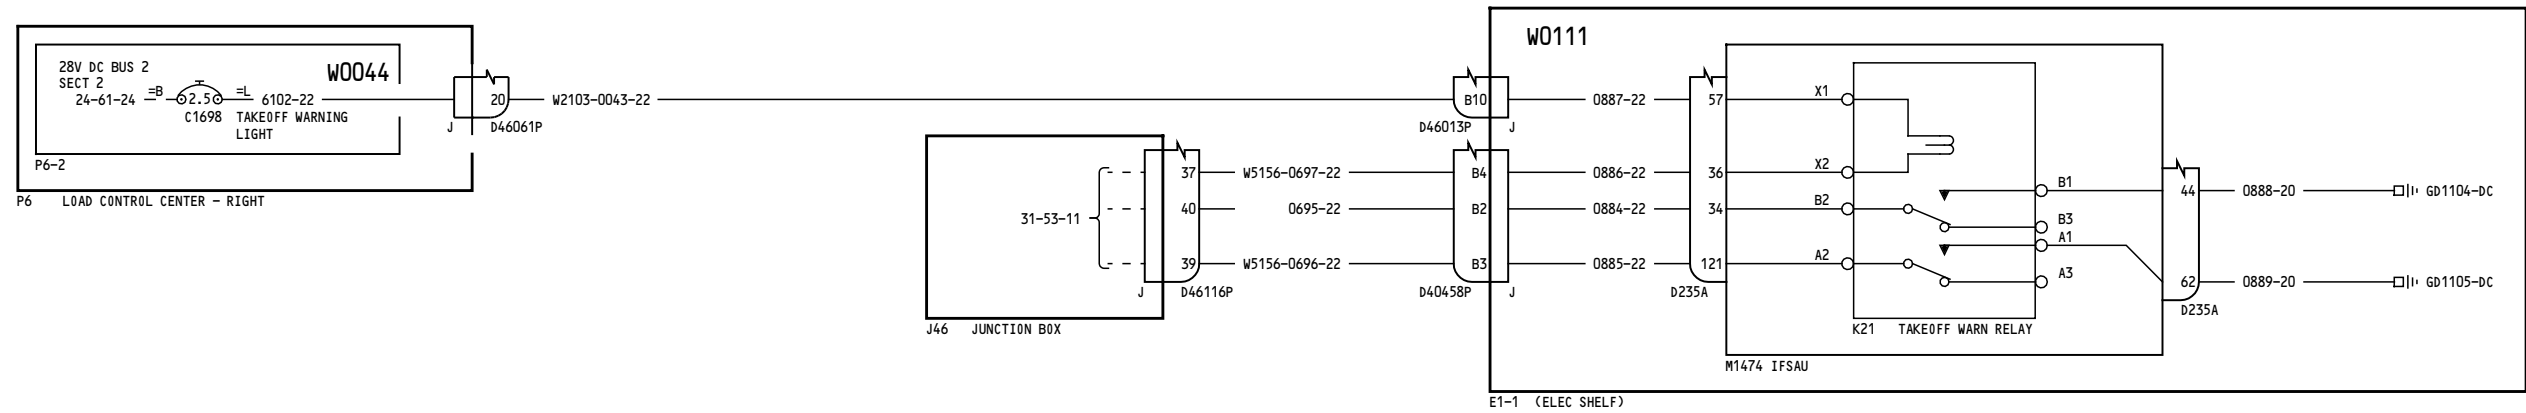 W0111
28V DC BUS 2
W0044
SECT 2
24-61-24 =B 2.5 =L 6102-22 20 W2103-0043-22 B10 0887-22 57 X1
C1698 TAKEOFF WARNING
LIGHT
J D46061P D46013P J
P6-2
P6 LOAD CONTROL CENTER - RIGHT
37 W5156-0697-22 B4 0886-22 36 X2
31-53-11
40 0695-22 B2 0884-22 34 B2
39 W5156-0696-22 B3 0885-22 121 A2
B1 44 0888-20 GD1104-DC
B3
A1
A3 62 0889-20 GD1105-DC
J D46116P D40458P J D235A
D235A
J46 JUNCTION BOX
K21 TAKEOFF WARN RELAY
M1474 IFSAU
E1-1 (ELEC SHELF)